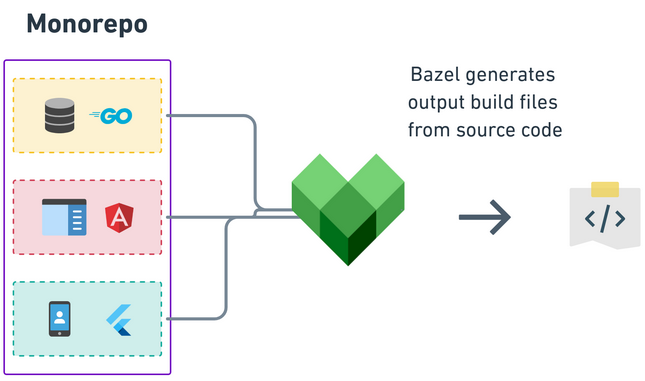 Monorepo
Bazel generates
output build files
from source code
GO
A
</>